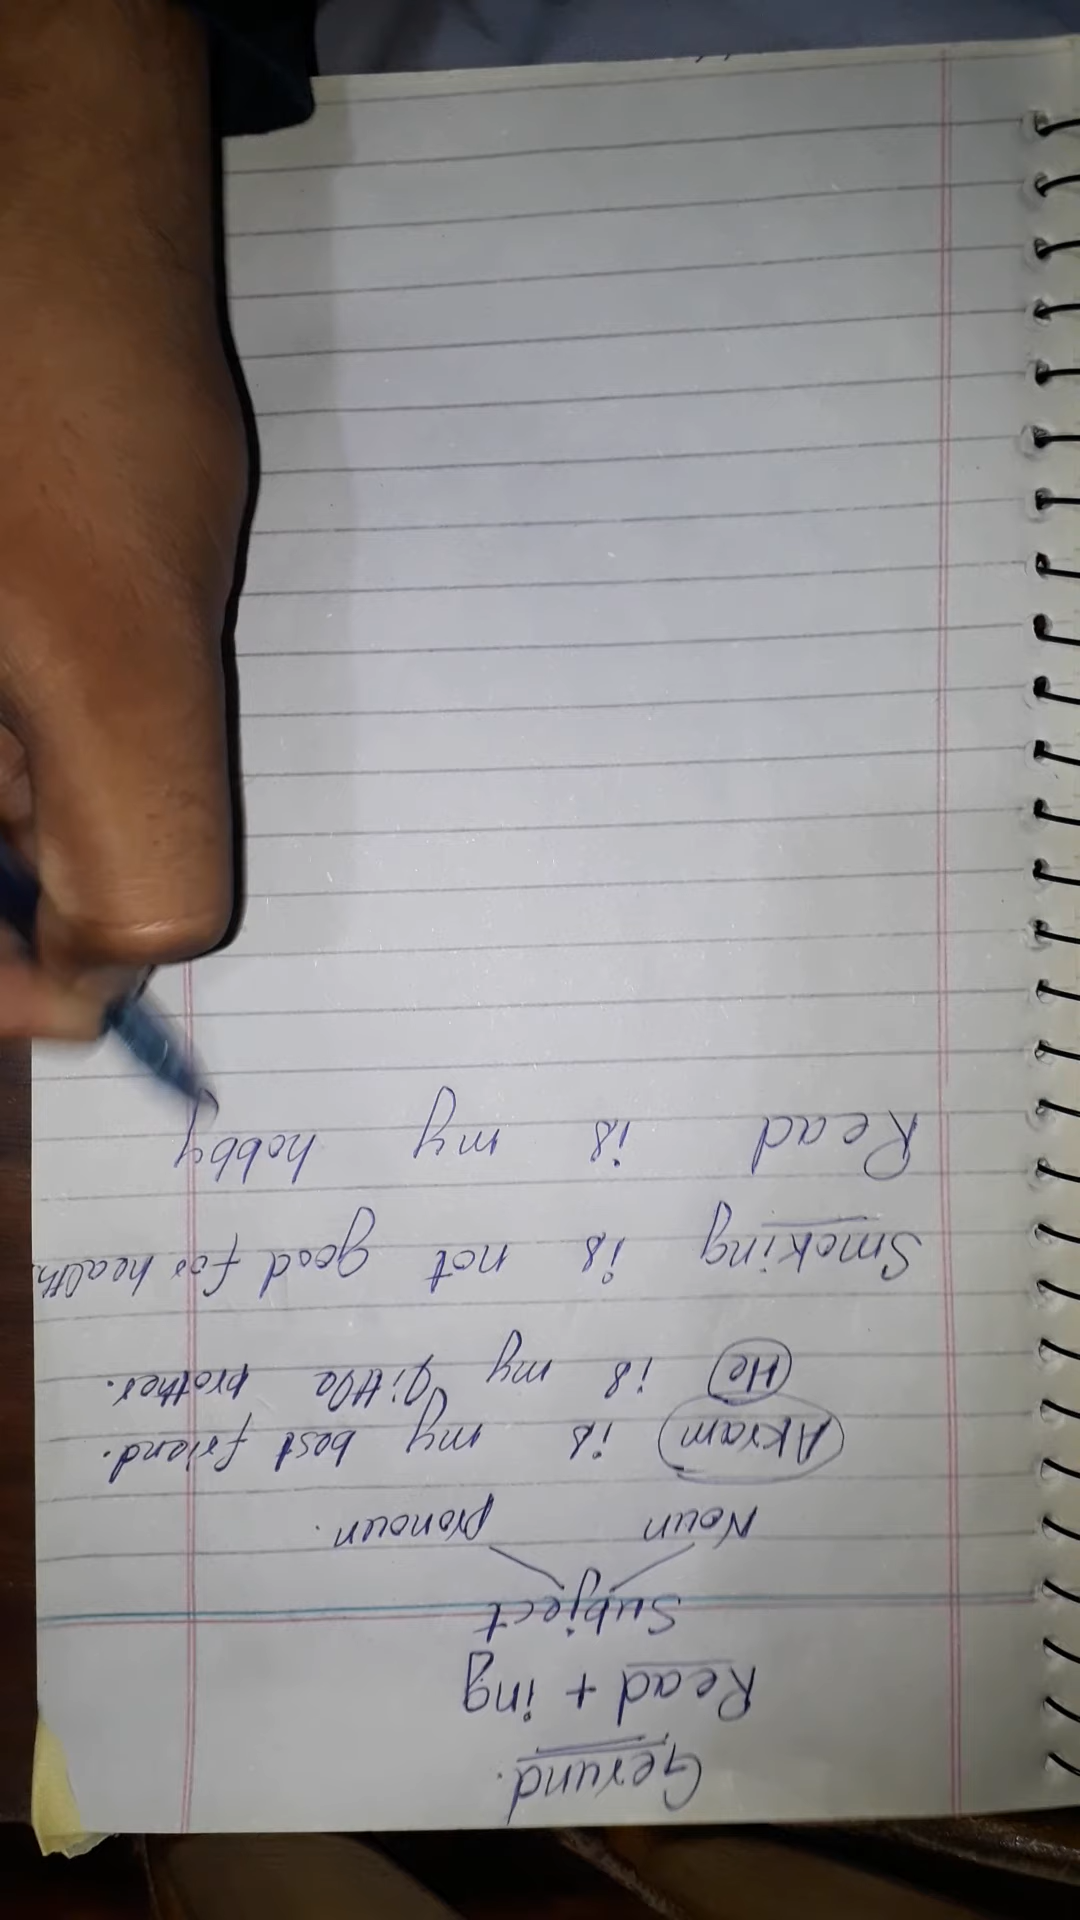 Gerund.
Read + ing
Subject
Noun pronoun.
Akram is my best friend.
He is my little brother.
Smoking is not good for health.
Read is my hobby